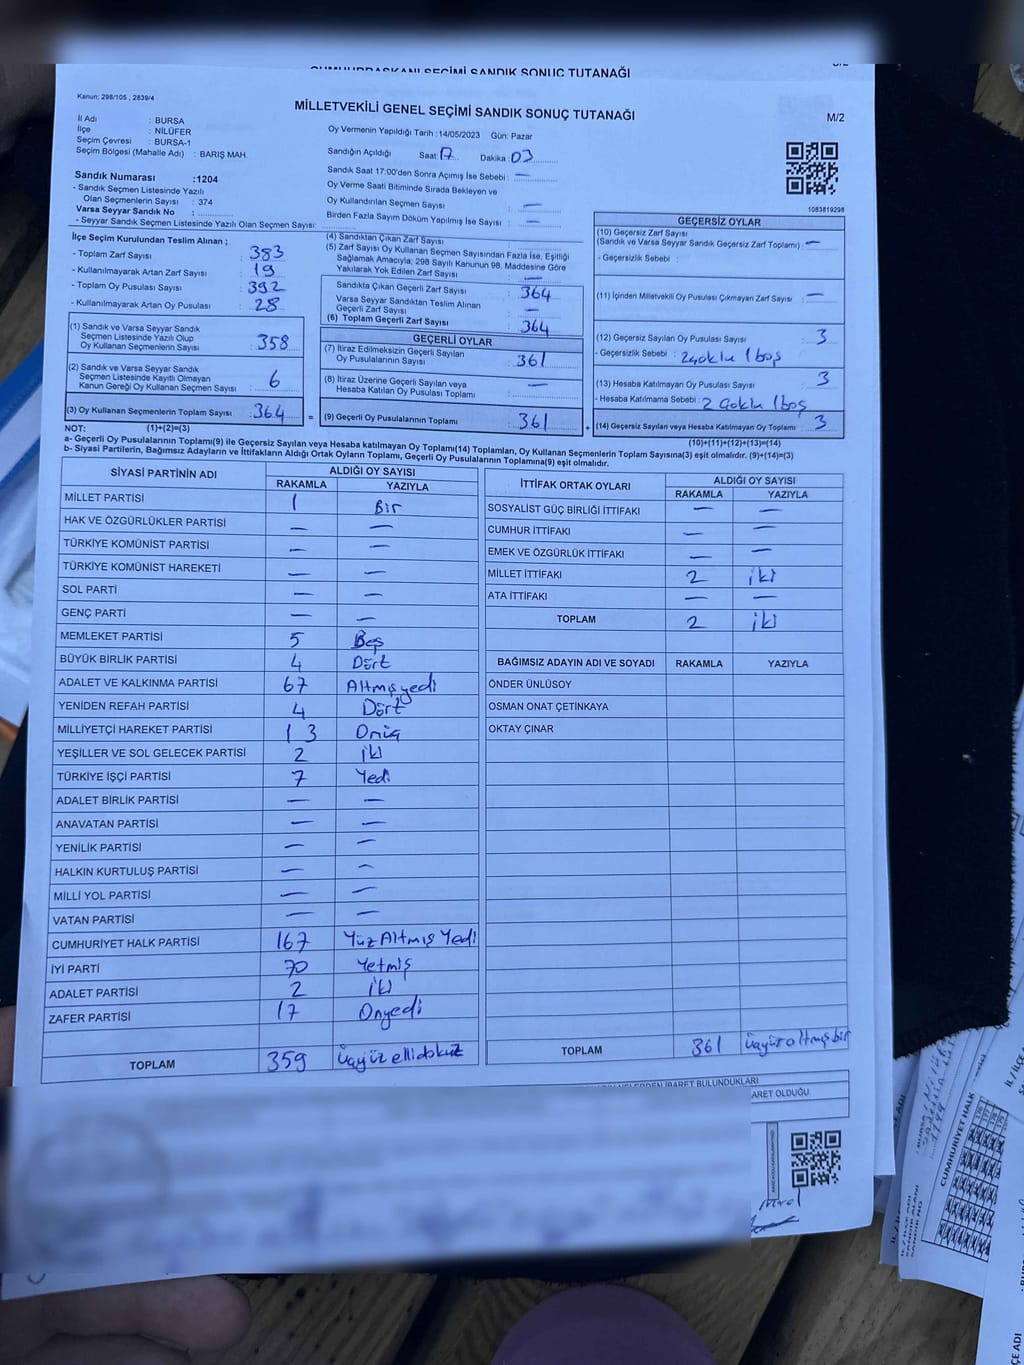 CUMHURBAŞKANI SEÇİMİ SANDIK SONUÇ TUTANAĞI
Kanun; 298/105 , 2839/4
MİLLETVEKİLİ GENEL SEÇİMİ SANDIK SONUÇ TUTANAĞI
M/2
İl Adı : BURSA
İlçe : NİLÜFER
Seçim Çevresi : BURSA-1
Seçim Bölgesi (Mahalle Adı) : BARIŞ MAH.
Oy Vermenin Yapıldığı Tarih :14/05/2023 Gün: Pazar
Sandığın Açıldığı Saat: 17 Dakika 03
Sandık Saat 17:00'den Sonra Açımış İse Sebebi : —
Oy Verme Saati Bitiminde Sırada Bekleyen ve
Oy Kullandırılan Seçmen Sayısı : —
Birden Fazla Sayım Döküm Yapılmış İse Sayısı : —
1083819298
Sandık Numarası :1204
- Sandık Seçmen Listesinde Yazılı
Olan Seçmenlerin Sayısı : 374
Varsa Seyyar Sandık No :
- Seyyar Sandık Seçmen Listesinde Yazılı Olan Seçmen Sayısı:
İlçe Seçim Kurulundan Teslim Alınan ;
- Toplam Zarf Sayısı : 383
- Kullanılmayarak Artan Zarf Sayısı : 19
- Toplam Oy Pusulası Sayısı : 392
- Kullanılmayarak Artan Oy Pusulası : 28
(1) Sandık ve Varsa Seyyar Sandık
Seçmen Listesinde Yazılı Olup
Oy Kullanan Seçmenlerin Sayısı : 358
(2) Sandık ve Varsa Seyyar Sandık
Seçmen Listesinde Kayıtlı Olmayan
Kanun Gereği Oy Kullanan Seçmen Sayısı : 6
(3) Oy Kullanan Seçmenlerin Toplam Sayısı : 364 =
(4) Sandıktan Çıkan Zarf Sayısı :
(5) Zarf Sayısı Oy Kullanan Seçmen Sayısından Fazla İse, Eşitliği
Sağlamak Amacıyla; 298 Sayılı Kanunun 98. Maddesine Göre
Yakılarak Yok Edilen Zarf Sayısı : —
Sandıkta Çıkan Geçerli Zarf Sayısı : 364
Varsa Seyyar Sandıktan Teslim Alınan
Geçerli Zarf Sayısı : —
(6) Toplam Geçerli Zarf Sayısı : 364
GEÇERLİ OYLAR
(7) İtiraz Edilmeksizin Geçerli Sayılan
Oy Pusulalarının Sayısı : 361
(8) İtiraz Üzerine Geçerli Sayılan veya
Hesaba Katılan Oy Pusulası Toplamı : —
(9) Geçerli Oy Pusulalarının Toplamı : 361 +
GEÇERSİZ OYLAR
(10) Geçersiz Zarf Sayısı
(Sandık ve Varsa Seyyar Sandık Geçersiz Zarf Toplamı) : —
- Geçersizlik Sebebi :
(11) İçinden Milletvekili Oy Pusulası Çıkmayan Zarf Sayısı : —
(12) Geçersiz Sayılan Oy Pusulası Sayısı : 3
- Geçersizlik Sebebi : 2 çoklu 1 boş
(13) Hesaba Katılmayan Oy Pusulası Sayısı : 3
- Hesaba Katılmama Sebebi : 2 Çoklu 1 boş
(14) Geçersiz Sayılan veya Hesaba Katılmayan Oy Toplamı : 3
NOT: (1)+(2)=(3)
(10)+(11)+(12)+(13)=(14)
a- Geçerli Oy Pusulalarının Toplamı(9) ile Geçersiz Sayılan veya Hesaba katılmayan Oy Toplamı(14) Toplamları, Oy Kullanan Seçmenlerin Toplam Sayısına(3) eşit olmalıdır. (9)+(14)=(3)
b- Siyasi Partilerin, Bağımsız Adayların ve İttifakların Aldığı Ortak Oyların Toplamı, Geçerli Oy Pusulalarının Toplamına(9) eşit olmalıdır.
SİYASİ PARTİNİN ADI ALDIĞI OY SAYISI
RAKAMLA YAZIYLA
MİLLET PARTİSİ 1 Bir
HAK VE ÖZGÜRLÜKLER PARTİSİ — —
TÜRKİYE KOMÜNİST PARTİSİ — —
TÜRKİYE KOMÜNİST HAREKETİ — —
SOL PARTİ — —
GENÇ PARTİ — —
MEMLEKET PARTİSİ 5 Beş
BÜYÜK BİRLİK PARTİSİ 4 Dört
ADALET VE KALKINMA PARTİSİ 67 Altmışyedi
YENİDEN REFAH PARTİSİ 4 Dört
MİLLİYETÇİ HAREKET PARTİSİ 13 Onüç
YEŞİLLER VE SOL GELECEK PARTİSİ 2 iki
TÜRKİYE İŞÇİ PARTİSİ 7 Yedi
ADALET BİRLİK PARTİSİ — —
ANAVATAN PARTİSİ — —
YENİLİK PARTİSİ — —
HALKIN KURTULUŞ PARTİSİ — —
MİLLİ YOL PARTİSİ — —
VATAN PARTİSİ — —
CUMHURİYET HALK PARTİSİ 167 Yüz Altmış Yedi
İYİ PARTİ 70 Yetmiş
ADALET PARTİSİ 2 iki
ZAFER PARTİSİ 17 Onyedi
TOPLAM 359 üçyüz ellidokuz
İTTİFAK ORTAK OYLARI ALDIĞI OY SAYISI
RAKAMLA YAZIYLA
SOSYALİST GÜÇ BİRLİĞİ İTTİFAKI — —
CUMHUR İTTİFAKI — —
EMEK VE ÖZGÜRLÜK İTTİFAKI — —
MİLLET İTTİFAKI 2 iki
ATA İTTİFAKI — —
TOPLAM 2 iki
BAĞIMSIZ ADAYIN ADI VE SOYADI RAKAMLA YAZIYLA
ÖNDER ÜNLÜSOY
OSMAN ONAT ÇETİNKAYA
OKTAY ÇINAR
TOPLAM 361 üçyüzaltmışbir
İBARET BULUNDUKLARI
ARET OLDUĞU
CUMHURİYET HALK